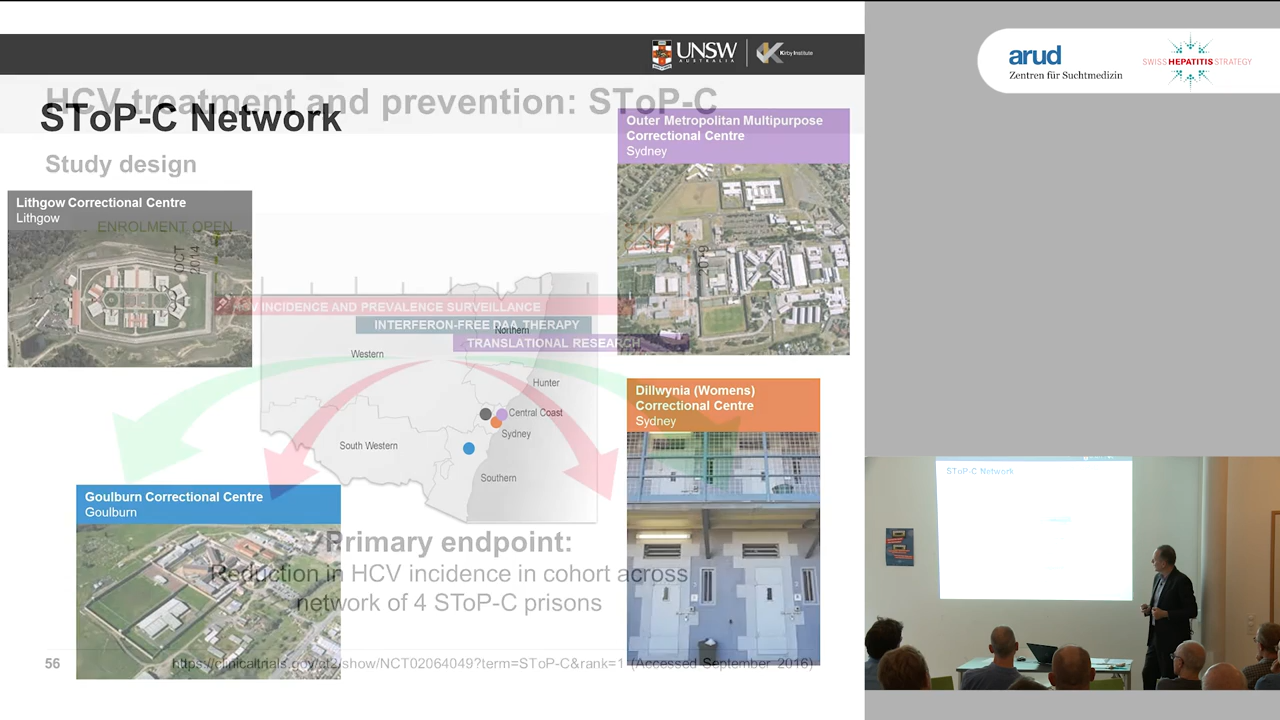 UNSW
AUSTRALIA
Kirby Institute
arud
Zentren für Suchtmedizin
SWISS HEPATITIS STRATEGY
HCV treatment and prevention: SToP-C
SToP-C Network
Study design
Outer Metropolitan Multipurpose
Correctional Centre
Sydney
Lithgow Correctional Centre
Lithgow
ENROLMENT OPEN
OCT
2014
INCIDENCE AND PREVALENCE SURVEILLANCE
INTERFERON-FREE DAA THERAPY
TRANSLATIONAL RESEARCH
Northern
Western
Hunter
Central Coast
Sydney
South Western
Southern
Dillwynia (Womens)
Correctional Centre
Sydney
Goulburn Correctional Centre
Goulburn
Primary endpoint:
Reduction in HCV incidence in cohort across
network of 4 SToP-C prisons
56
https://clinicaltrials.gov/ct2/show/NCT02064049?term=SToP-C&rank=1 (Accessed September 2016)
SToP-C Network